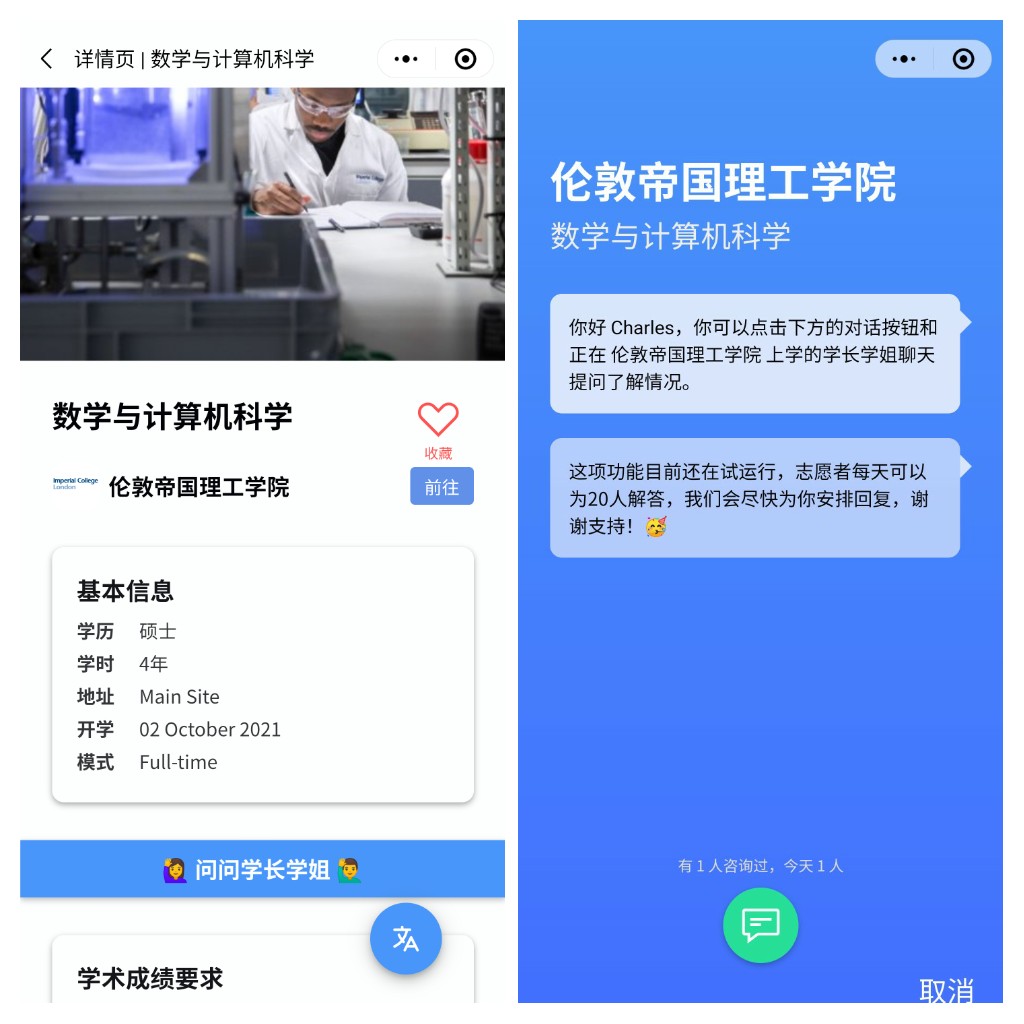 详情页 | 数学与计算机科学
数学与计算机科学
收藏
Imperial College
London
伦敦帝国理工学院
前往
基本信息
学历 硕士
学时 4年
地址 Main Site
开学 02 October 2021
模式 Full-time
🙋‍♀️ 问问学长学姐 🙋‍♂️
文A
学术成绩要求
伦敦帝国理工学院
数学与计算机科学
你好 Charles，你可以点击下方的对话按钮和
正在 伦敦帝国理工学院 上学的学长学姐聊天
提问了解情况。
这项功能目前还在试运行，志愿者每天可以
为20人解答，我们会尽快为你安排回复，谢
谢支持！🥳
有 1 人咨询过，今天 1 人
取消